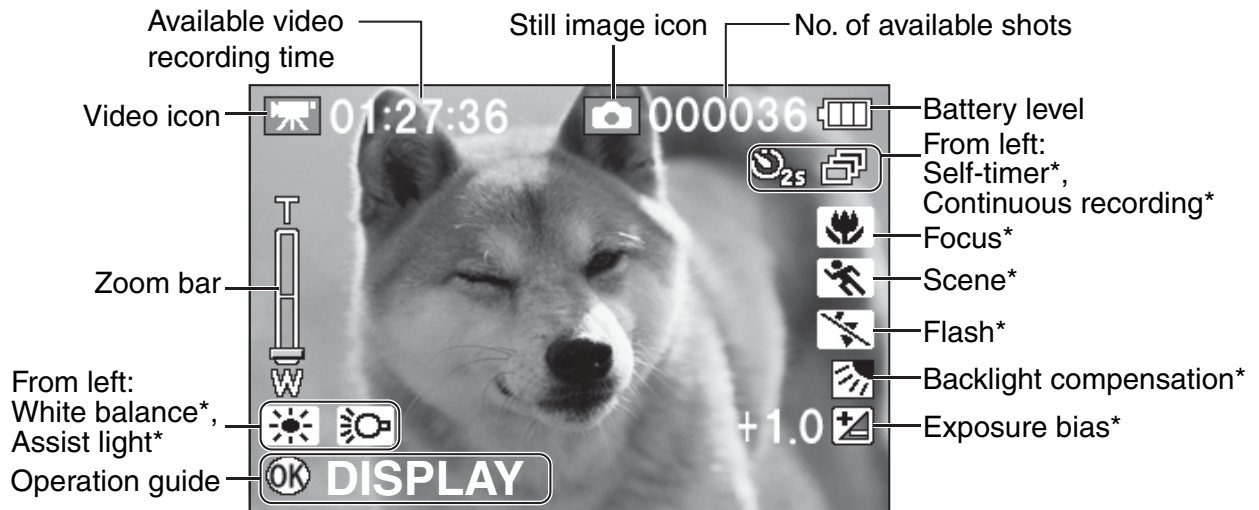 Available video
recording time
Still image icon
No. of available shots
Video icon
01:27:36
000036
Battery level
From left:
Self-timer*,
Continuous recording*
2s
Focus*
T
Scene*
Zoom bar
Flash*
W
Backlight compensation*
From left:
White balance*,
Assist light*
+1.0
Exposure bias*
Operation guide
OK DISPLAY